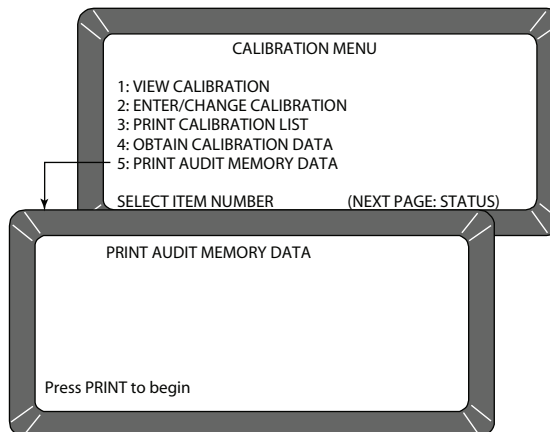 CALIBRATION MENU
1: VIEW CALIBRATION
2: ENTER/CHANGE CALIBRATION
3: PRINT CALIBRATION LIST
4: OBTAIN CALIBRATION DATA
5: PRINT AUDIT MEMORY DATA
SELECT ITEM NUMBER (NEXT PAGE: STATUS)
PRINT AUDIT MEMORY DATA
Press PRINT to begin